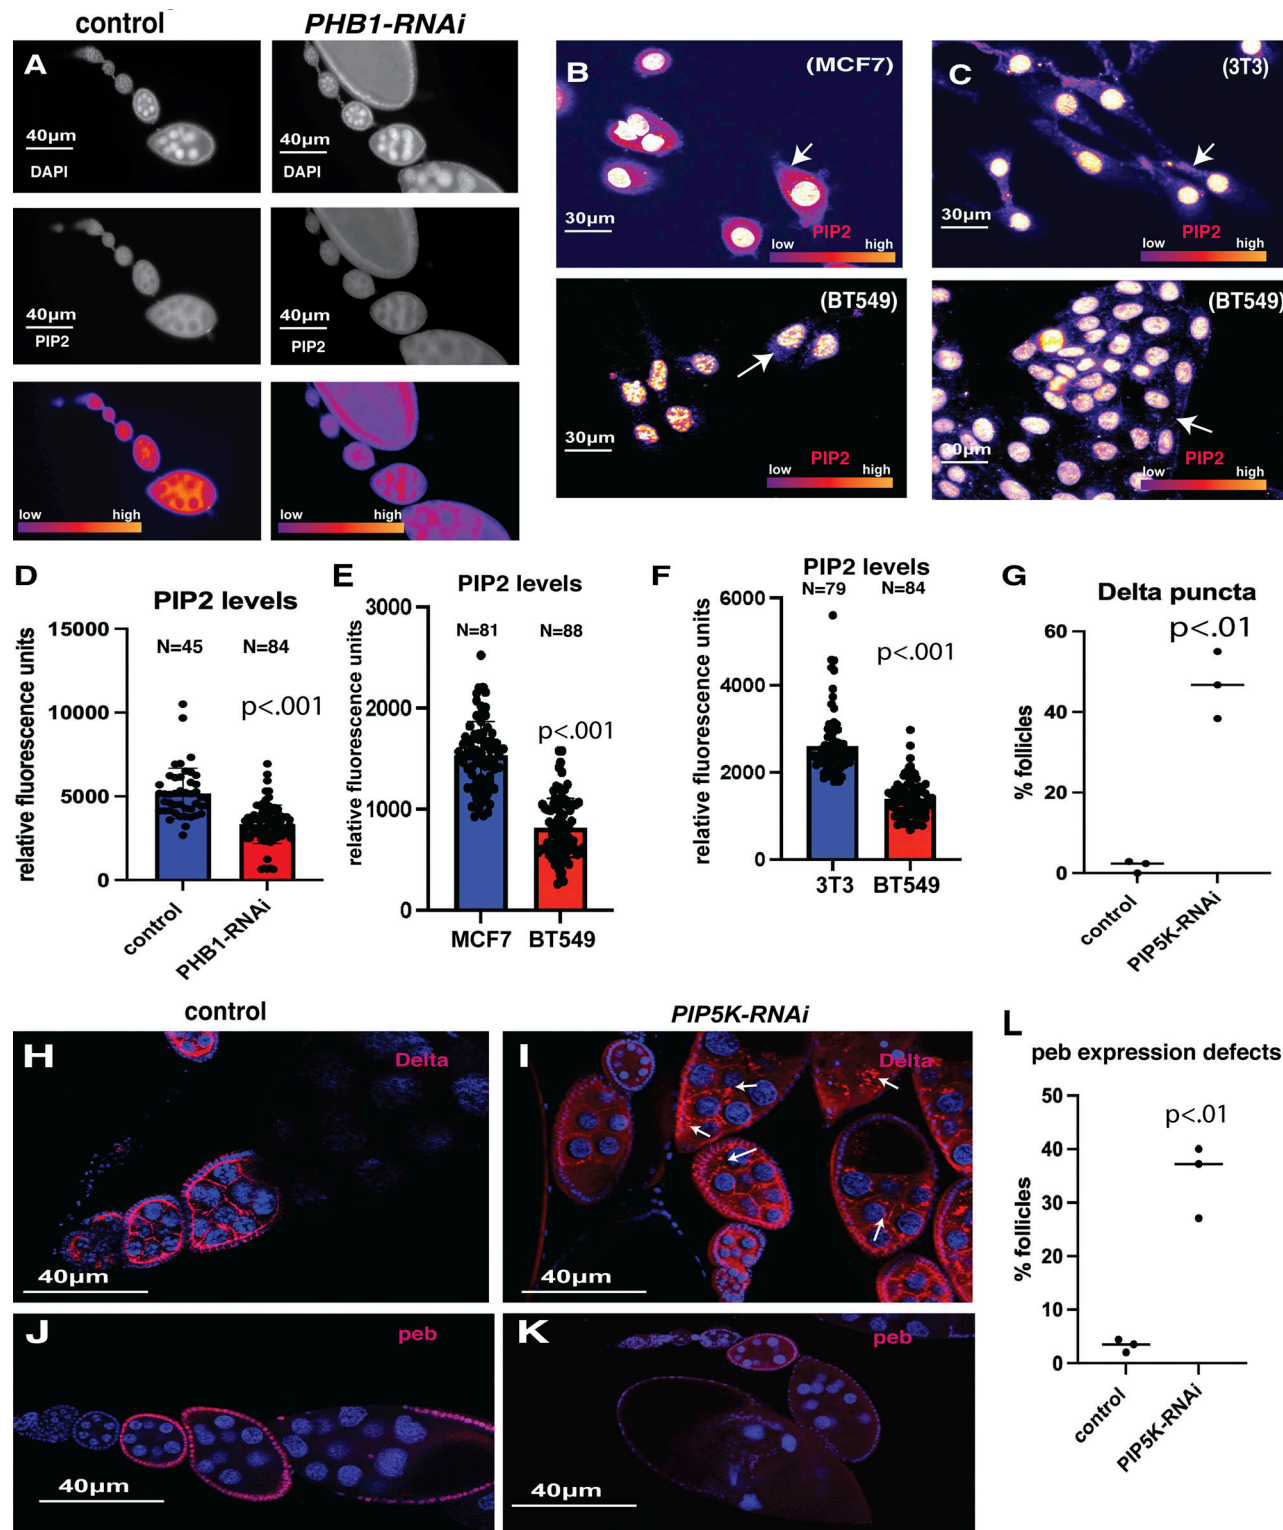 control
PHB1-RNAi
A
40µm
DAPI
40µm
DAPI
40µm
PIP2
40µm
PIP2
low high
low high
B
(MCF7)
30µm
PIP2
low high
(BT549)
30µm
PIP2
low high
C
(3T3)
30µm
PIP2
low high
(BT549)
30µm
PIP2
low high
D
PIP2 levels
relative fluorescence units
15000
10000
5000
0
N=45 N=84
p<.001
control
PHB1-RNAi
E
PIP2 levels
relative fluorescence units
3000
2000
1000
0
N=81 N=88
p<.001
MCF7 BT549
F
PIP2 levels
relative fluorescence units
6000
4000
2000
0
N=79 N=84
p<.001
3T3 BT549
G
Delta puncta
p<.01
% follicles
60
40
20
0
control
PIP5K-RNAi
control
PIP5K-RNAi
H
Delta
40µm
I
Delta
40µm
J
peb
40µm
K
peb
40µm
L
peb expression defects
p<.01
% follicles
50
40
30
20
10
0
control
PIP5K-RNAi